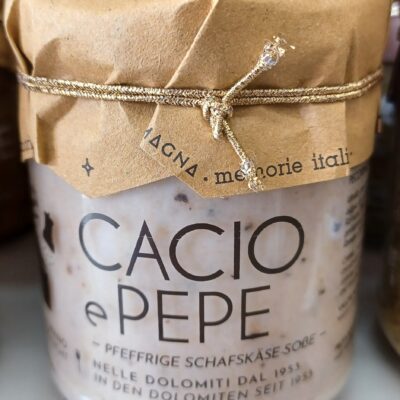 MAGNA • memorie itali
CACIO
e PEPE
– PFEFFRIGE SCHAFSKÄSE-SOßE –
NELLE DOLOMITI DAL 1953
IN DEN DOLOMITEN SEIT 1953